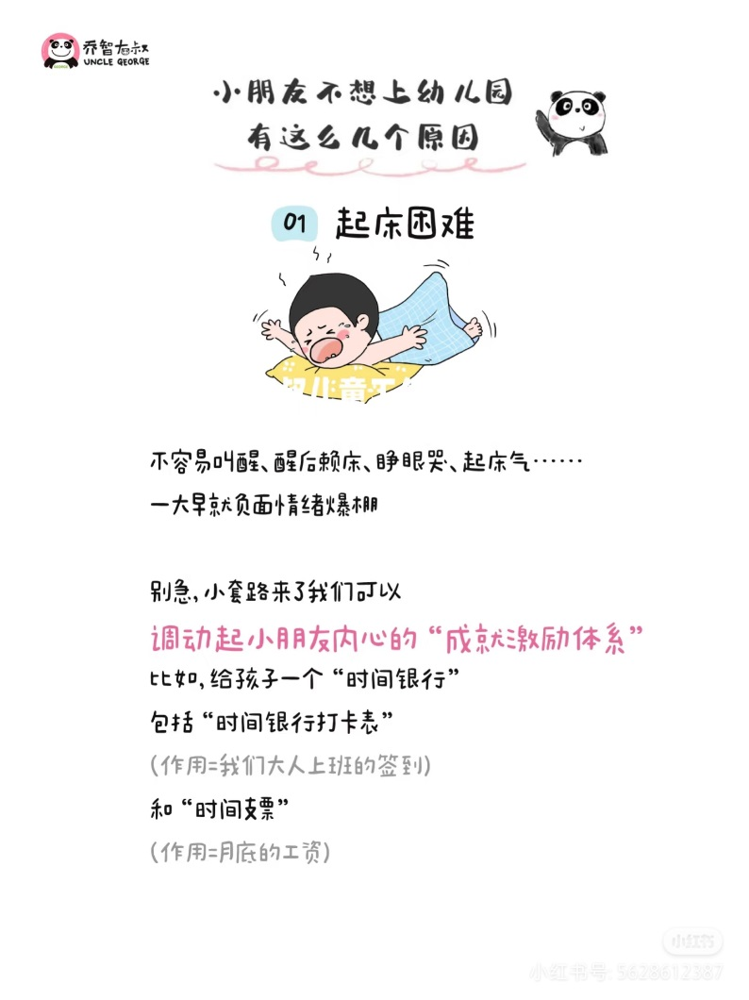 乔智大叔
UNCLE GEORGE
小朋友不想上幼儿园
有这么几个原因
01 起床困难
不容易叫醒、醒后赖床、睁眼哭、起床气……
一大早就负面情绪爆棚
别急,小套路来了我们可以
调动起小朋友内心的“成就激励体系”
比如,给孩子一个“时间银行”
包括“时间银行打卡表”
(作用=我们大人上班的签到)
和“时间支票”
(作用=月底的工资)
小红书
小红书号: 5628612387